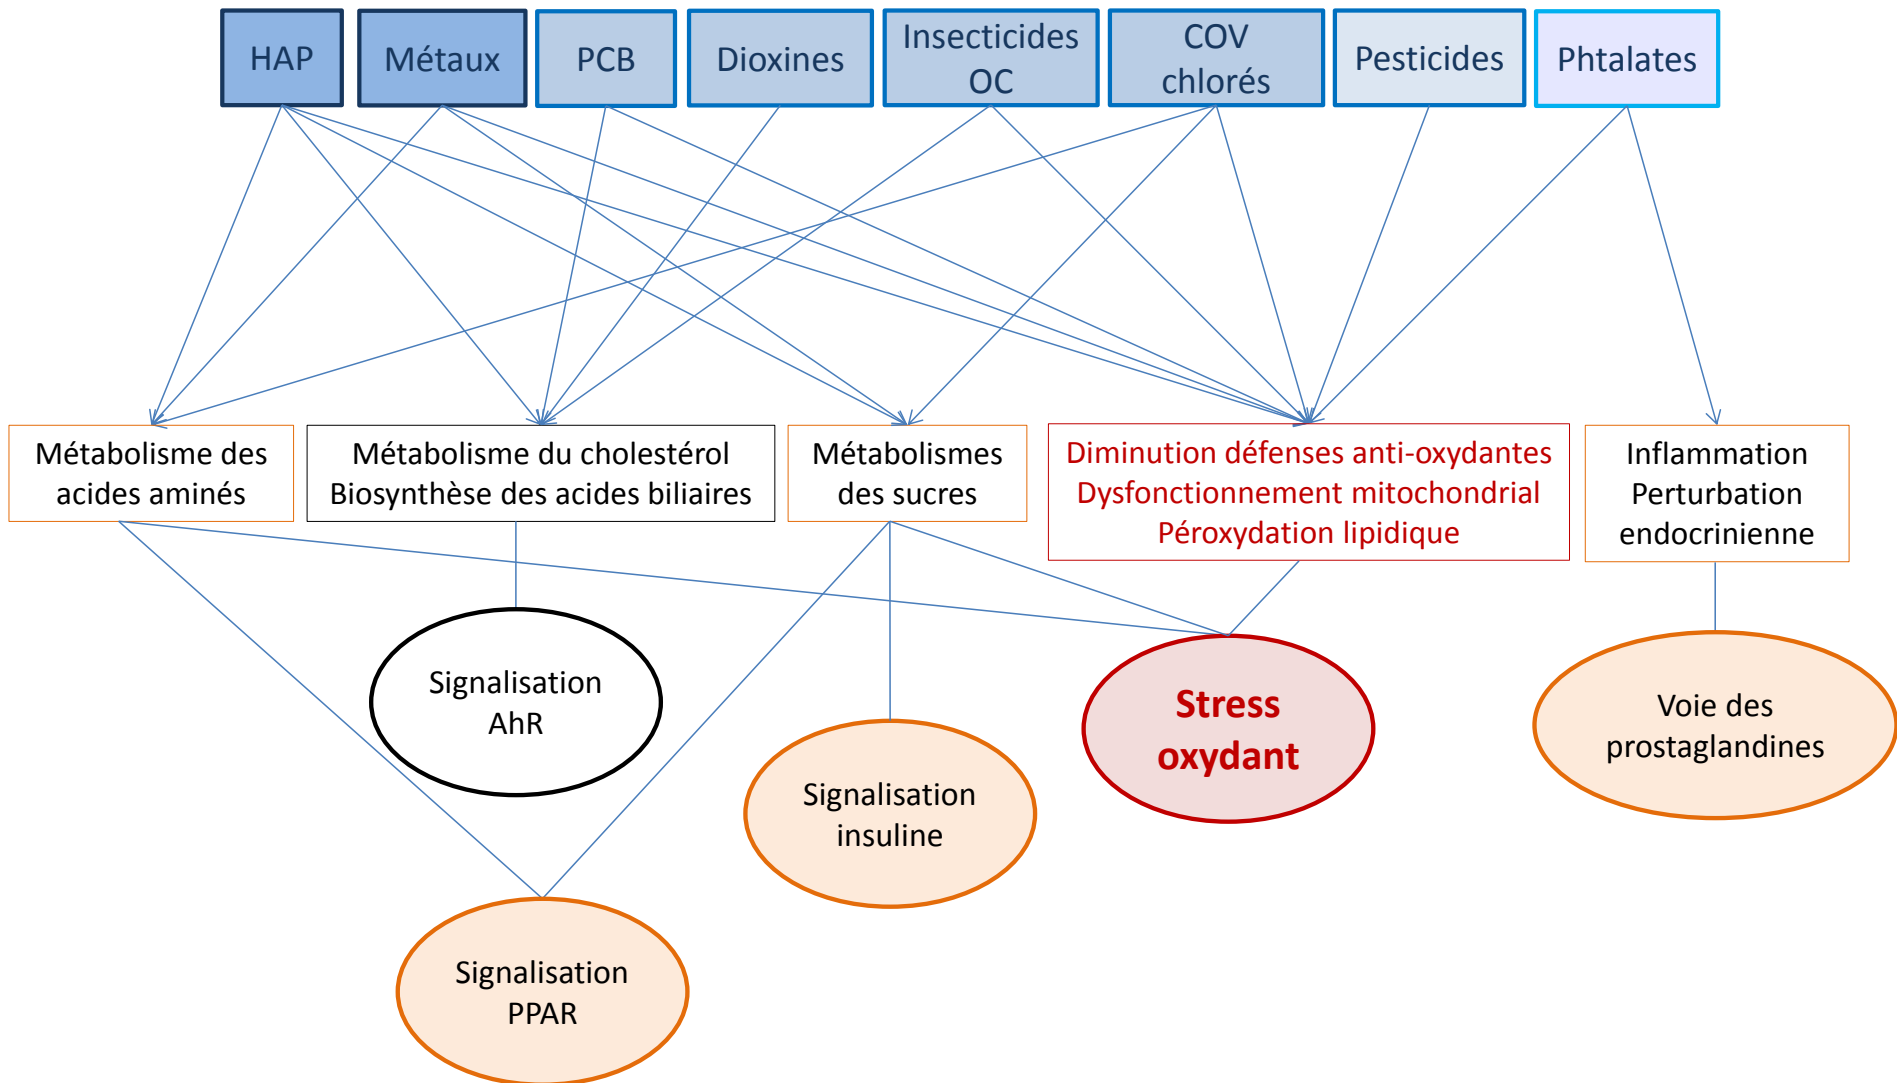 HAP
Métaux
PCB
Dioxines
Insecticides
OC
COV
chlorés
Pesticides
Phtalates
Métabolisme des
acides aminés
Métabolisme du cholestérol
Biosynthèse des acides biliaires
Métabolismes
des sucres
Diminution défenses anti-oxydantes
Dysfonctionnement mitochondrial
Péroxydation lipidique
Inflammation
Perturbation
endocrinienne
Signalisation
AhR
Signalisation
insuline
Stress
oxydant
Voie des
prostaglandines
Signalisation
PPAR